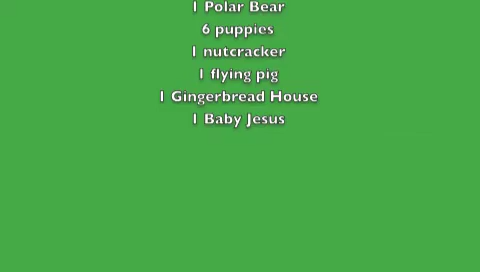 1 Polar Bear
6 puppies
1 nutcracker
1 flying pig
1 Gingerbread House
1 Baby Jesus